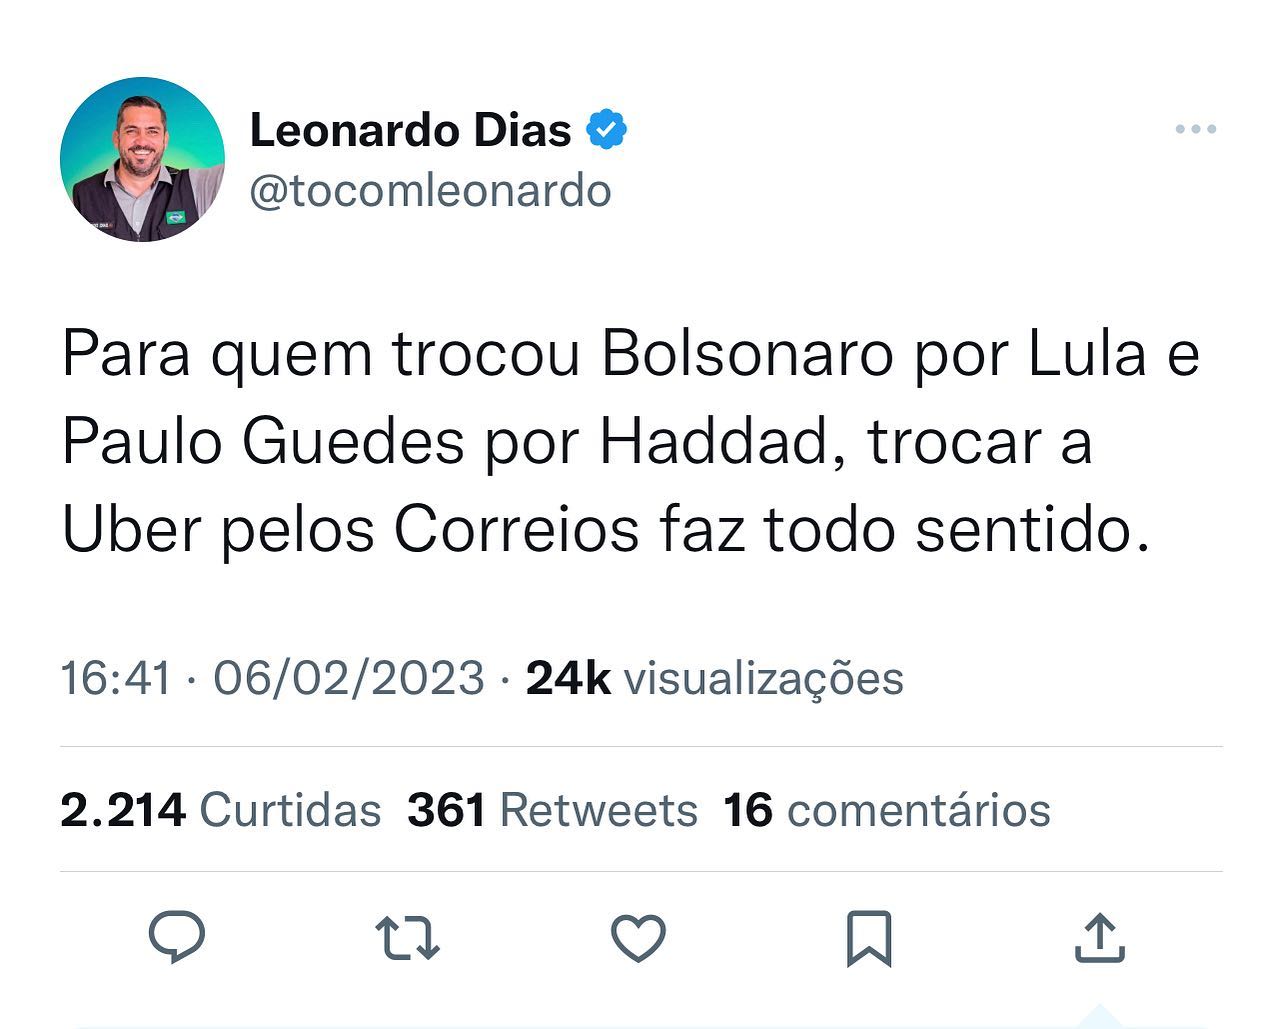 Leonardo Dias
@tocomleonardo
Para quem trocou Bolsonaro por Lula e
Paulo Guedes por Haddad, trocar a
Uber pelos Correios faz todo sentido.
16:41 · 06/02/2023 · 24k visualizações
2.214 Curtidas 361 Retweets 16 comentários